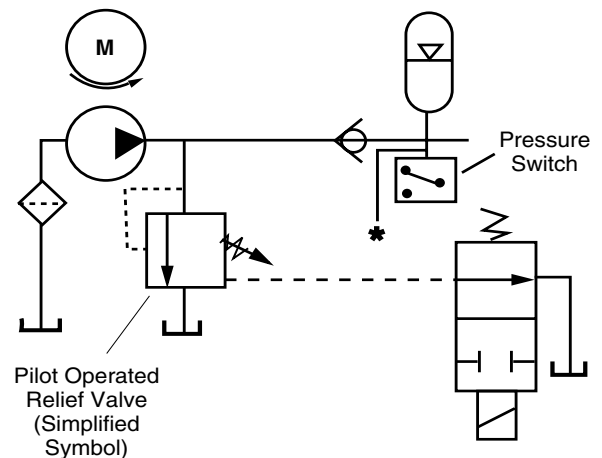 M
Pressure
Switch
*
Pilot Operated
Relief Valve
(Simplified
Symbol)